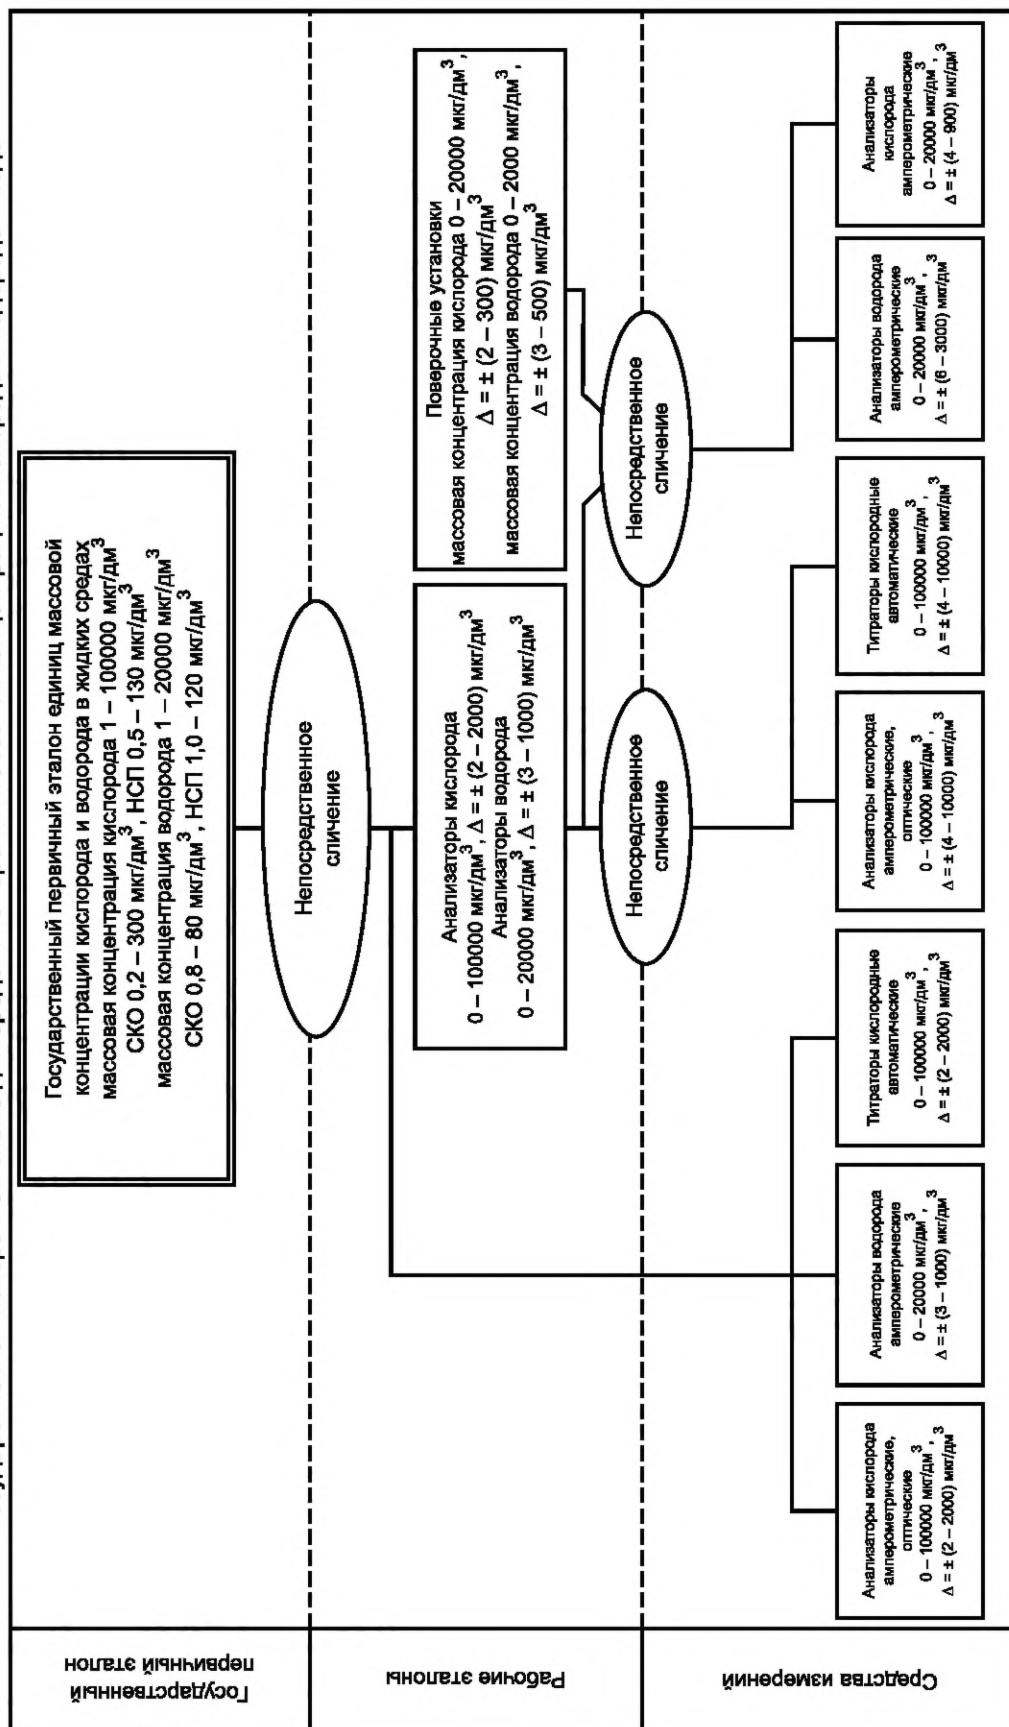 Государственный
первичный эталон
Государственный первичный эталон единиц массовой
концентрации кислорода и водорода в жидких средах
массовая концентрация кислорода 1 – 100000 мкг/дм³
СКО 0,2 – 300 мкг/дм³, НСП 0,5 – 130 мкг/дм³
массовая концентрация водорода 1 – 20000 мкг/дм³
СКО 0,8 – 80 мкг/дм³, НСП 1,0 – 120 мкг/дм³
Непосредственное
сличение
Рабочие эталоны
Анализаторы кислорода
0 – 100000 мкг/дм³, Δ = ± (2 – 2000) мкг/дм³
Анализаторы водорода
0 – 20000 мкг/дм³, Δ = ± (3 – 1000) мкг/дм³
Поверочные установки
массовая концентрация кислорода 0 – 20000 мкг/дм³,
Δ = ± (2 – 300) мкг/дм³
массовая концентрация водорода 0 – 2000 мкг/дм³,
Δ = ± (3 – 500) мкг/дм³
Непосредственное
сличение
Непосредственное
сличение
Средства измерений
Анализаторы кислорода
амперометрические,
оптические
0 – 100000 мкг/дм³,
Δ = ± (2 – 2000) мкг/дм³
Анализаторы водорода
амперометрические
0 – 20000 мкг/дм³,
Δ = ± (3 – 1000) мкг/дм³
Титраторы кислородные
автоматические
0 – 100000 мкг/дм³,
Δ = ± (2 – 2000) мкг/дм³
Анализаторы кислорода
амперометрические,
оптические
0 – 100000 мкг/дм³,
Δ = ± (4 – 10000) мкг/дм³
Титраторы кислородные
автоматические
0 – 100000 мкг/дм³,
Δ = ± (4 – 10000) мкг/дм³
Анализаторы водорода
амперометрические
0 – 20000 мкг/дм³,
Δ = ± (6 – 3000) мкг/дм³
Анализаторы
кислорода
амперометрические
0 – 20000 мкг/дм³,
Δ = ± (4 – 900) мкг/дм³